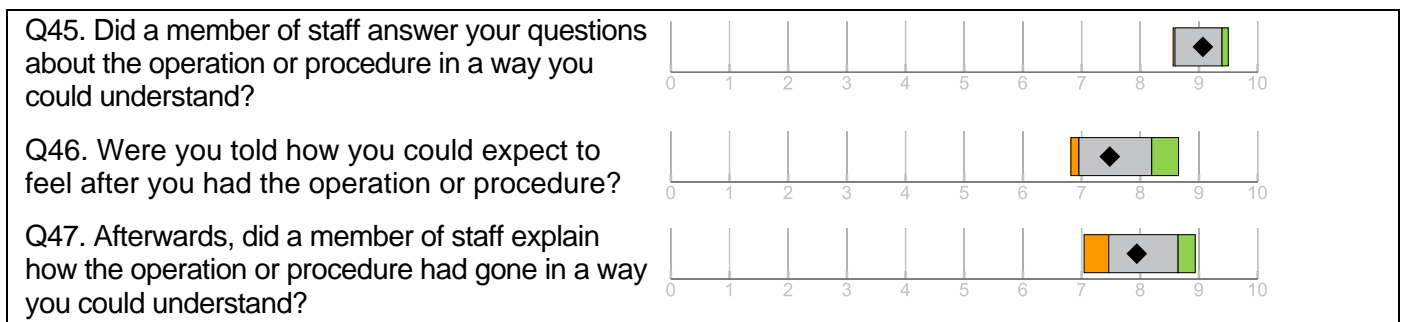 Q45. Did a member of staff answer your questions
about the operation or procedure in a way you
could understand?
0 1 2 3 4 5 6 7 8 9 10
Q46. Were you told how you could expect to
feel after you had the operation or procedure?
0 1 2 3 4 5 6 7 8 9 10
Q47. Afterwards, did a member of staff explain
how the operation or procedure had gone in a way
you could understand?
0 1 2 3 4 5 6 7 8 9 10